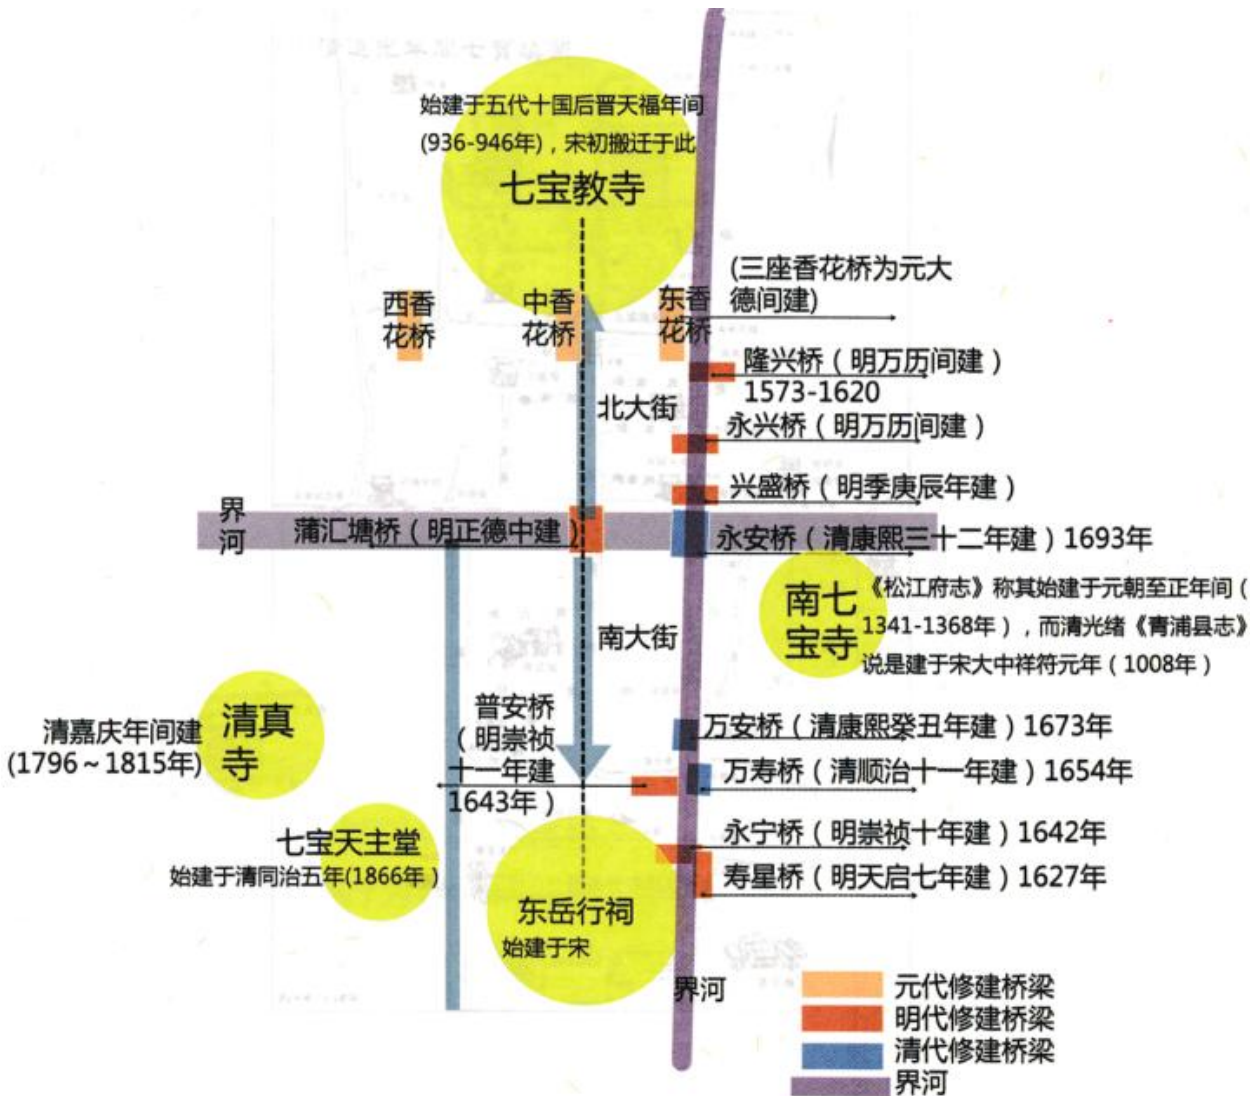 始建于五代十国后晋天福年间
(936-946年)，宋初搬迁于此
七宝教寺
西香
花桥
中香
花桥
东香
花桥
(三座香花桥为元大
德间建)
隆兴桥（明万历间建）
1573-1620
北大街
永兴桥（明万历间建）
兴盛桥（明季庚辰年建）
界
河
蒲汇塘桥（明正德中建）
永安桥（清康熙三十二年建）1693年
南七
宝寺
《松江府志》称其始建于元朝至正年间（
1341-1368年），而清光绪《青浦县志》
说是建于宋大中祥符元年（1008年）
南大街
清嘉庆年间建
(1796～1815年)
清真
寺
普安桥
（明崇祯
十一年建
1643年）
万安桥（清康熙癸丑年建）1673年
万寿桥（清顺治十一年建）1654年
永宁桥（明崇祯十年建）1642年
寿星桥（明天启七年建）1627年
七宝天主堂
始建于清同治五年(1866年）
东岳行祠
始建于宋
界河
元代修建桥梁
明代修建桥梁
清代修建桥梁
界河